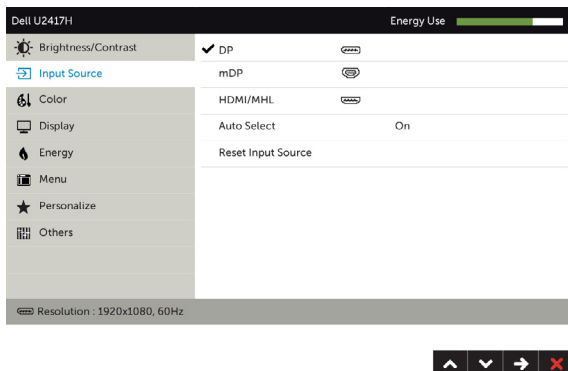 Dell U2417H Energy Use
Brightness/Contrast
Input Source
Color
Display
Energy
Menu
Personalize
Others
DP
mDP
HDMI/MHL
Auto Select On
Reset Input Source
Resolution : 1920x1080, 60Hz